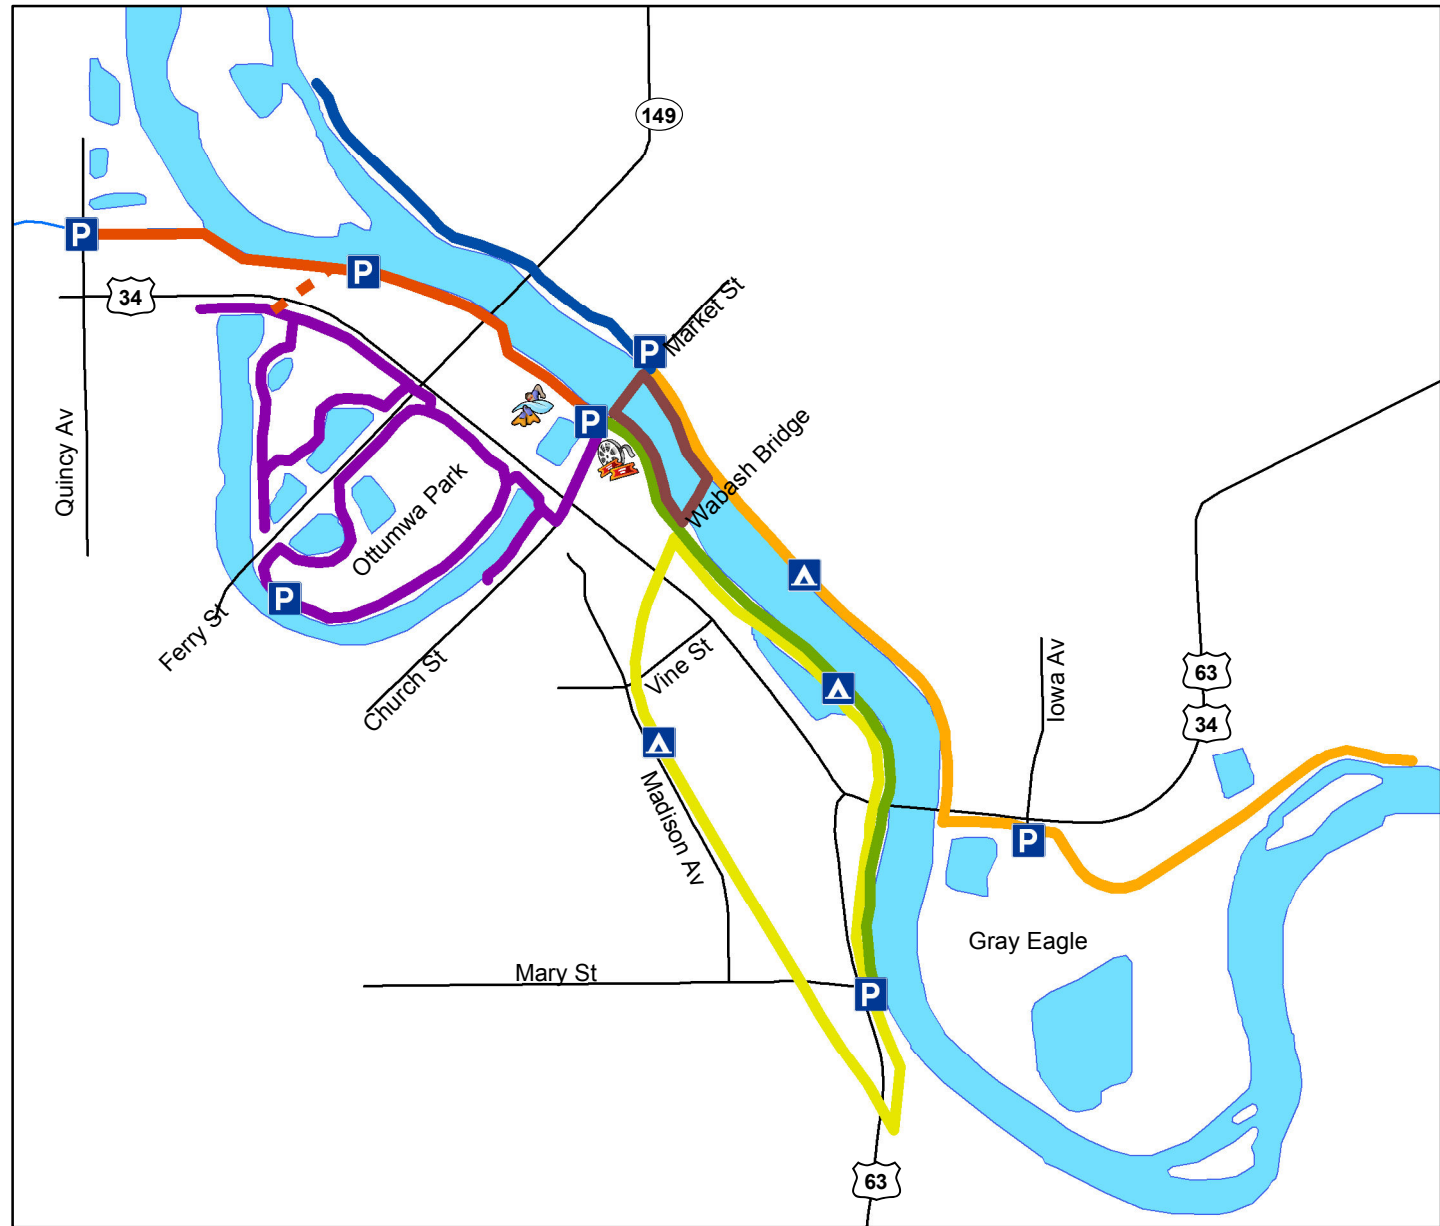 149
P
P
34
Market St
P
Quincy Av
P
Wabash Bridge
Ottumwa Park
P
Ferry St
Church St
Vine St
Iowa Av
63
34
Madison Av
P
Gray Eagle
Mary St
P
63